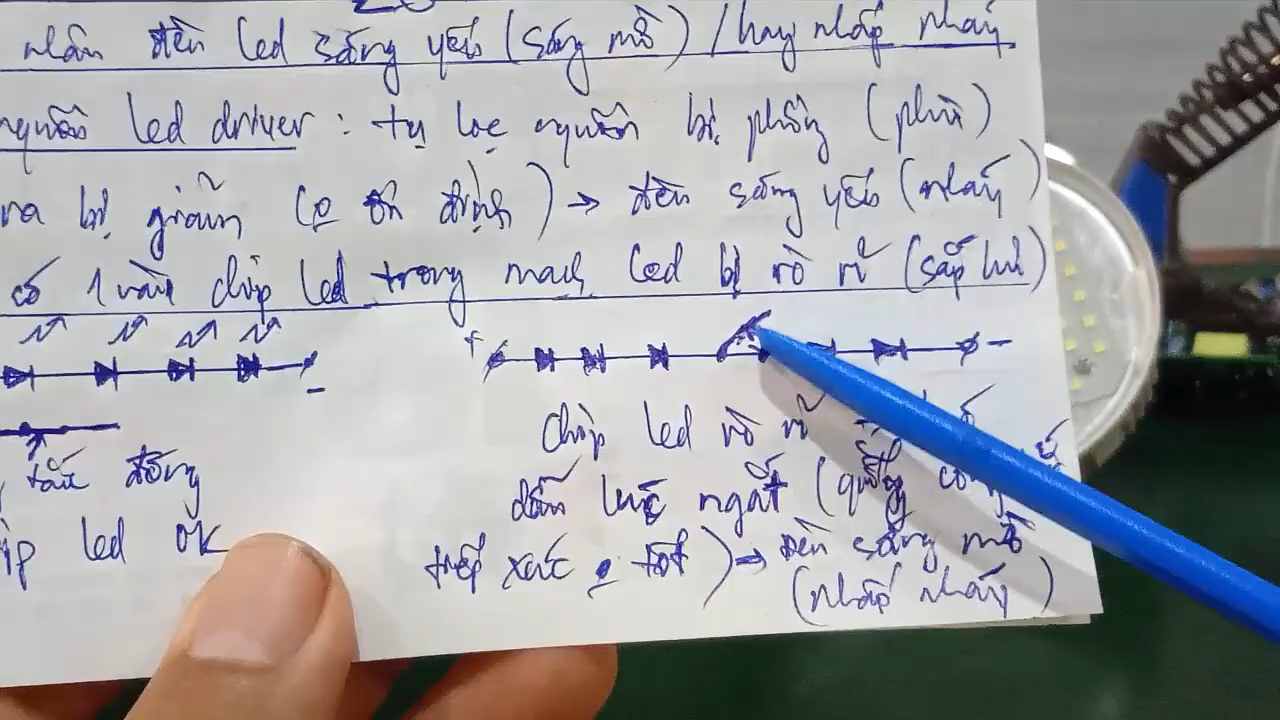 nhân đèn led sáng yếu (sáng mờ) / hay nhấp nháy
nguồn led driver: tụ lọc nguồn bị phồng (phù)
ra bị giảm (o ổn định) → đèn sáng yếu (nháy)
có 1 vài chip led trong mạch led bị rò rỉ (sắp hư)
+ -
-
Chip led rò rỉ
tắc động
dẫn lúc ngắt
led OK
tiếp xúc o tốt) → đèn sáng mờ
(nhấp nháy)